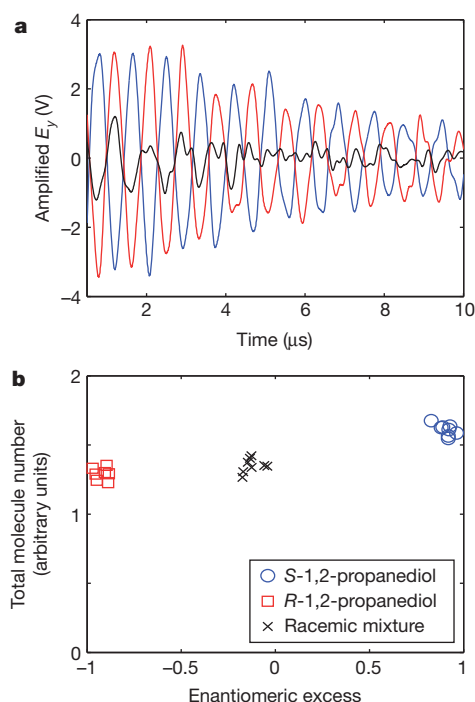 a
4
2
0
−2
−4
Amplified Ey (V)
2
4
6
8
10
Time (μs)
b
2
1
0
Total molecule number
(arbitrary units)
S-1,2-propanediol
R-1,2-propanediol
Racemic mixture
−1
−0.5
0
0.5
1
Enantiomeric excess